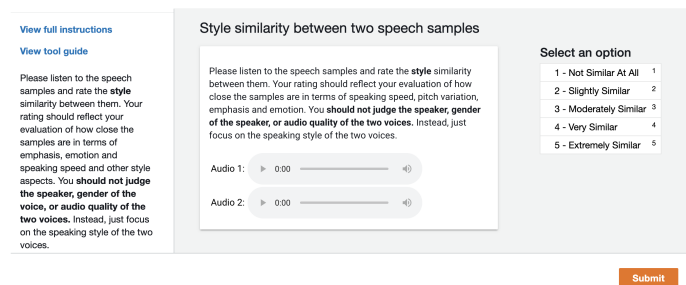 View full instructions
View tool guide
Please listen to the speech
samples and rate the style
similarity between them. Your
rating should reflect your
evaluation of how close the
samples are in terms of
emphasis, emotion and
speaking speed and other style
aspects. You should not judge
the speaker, gender of the
voice, or audio quality of the
two voices. Instead, just focus
on the speaking style of the two
voices.
Style similarity between two speech samples
Please listen to the speech samples and rate the style similarity
between them. Your rating should reflect your evaluation of how
close the samples are in terms of speaking speed, pitch variation,
emphasis and emotion. You should not judge the speaker, gender
of the speaker, or audio quality of the two voices. Instead, just
focus on the speaking style of the two voices.
Audio 1: 0:00
Audio 2: 0:00
Select an option
1 - Not Similar At All 1
2 - Slightly Similar 2
3 - Moderately Similar 3
4 - Very Similar 4
5 - Extremely Similar 5
Submit